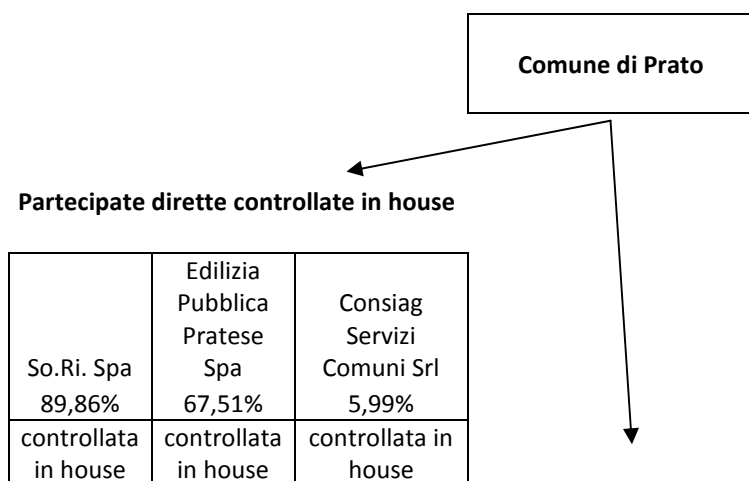 Comune di Prato
Partecipate dirette controllate in house
So.Ri. Spa
89,86%
controllata
in house
Edilizia
Pubblica
Pratese
Spa
67,51%
controllata
in house
Consiag
Servizi
Comuni Srl
5,99%
controllata in
house